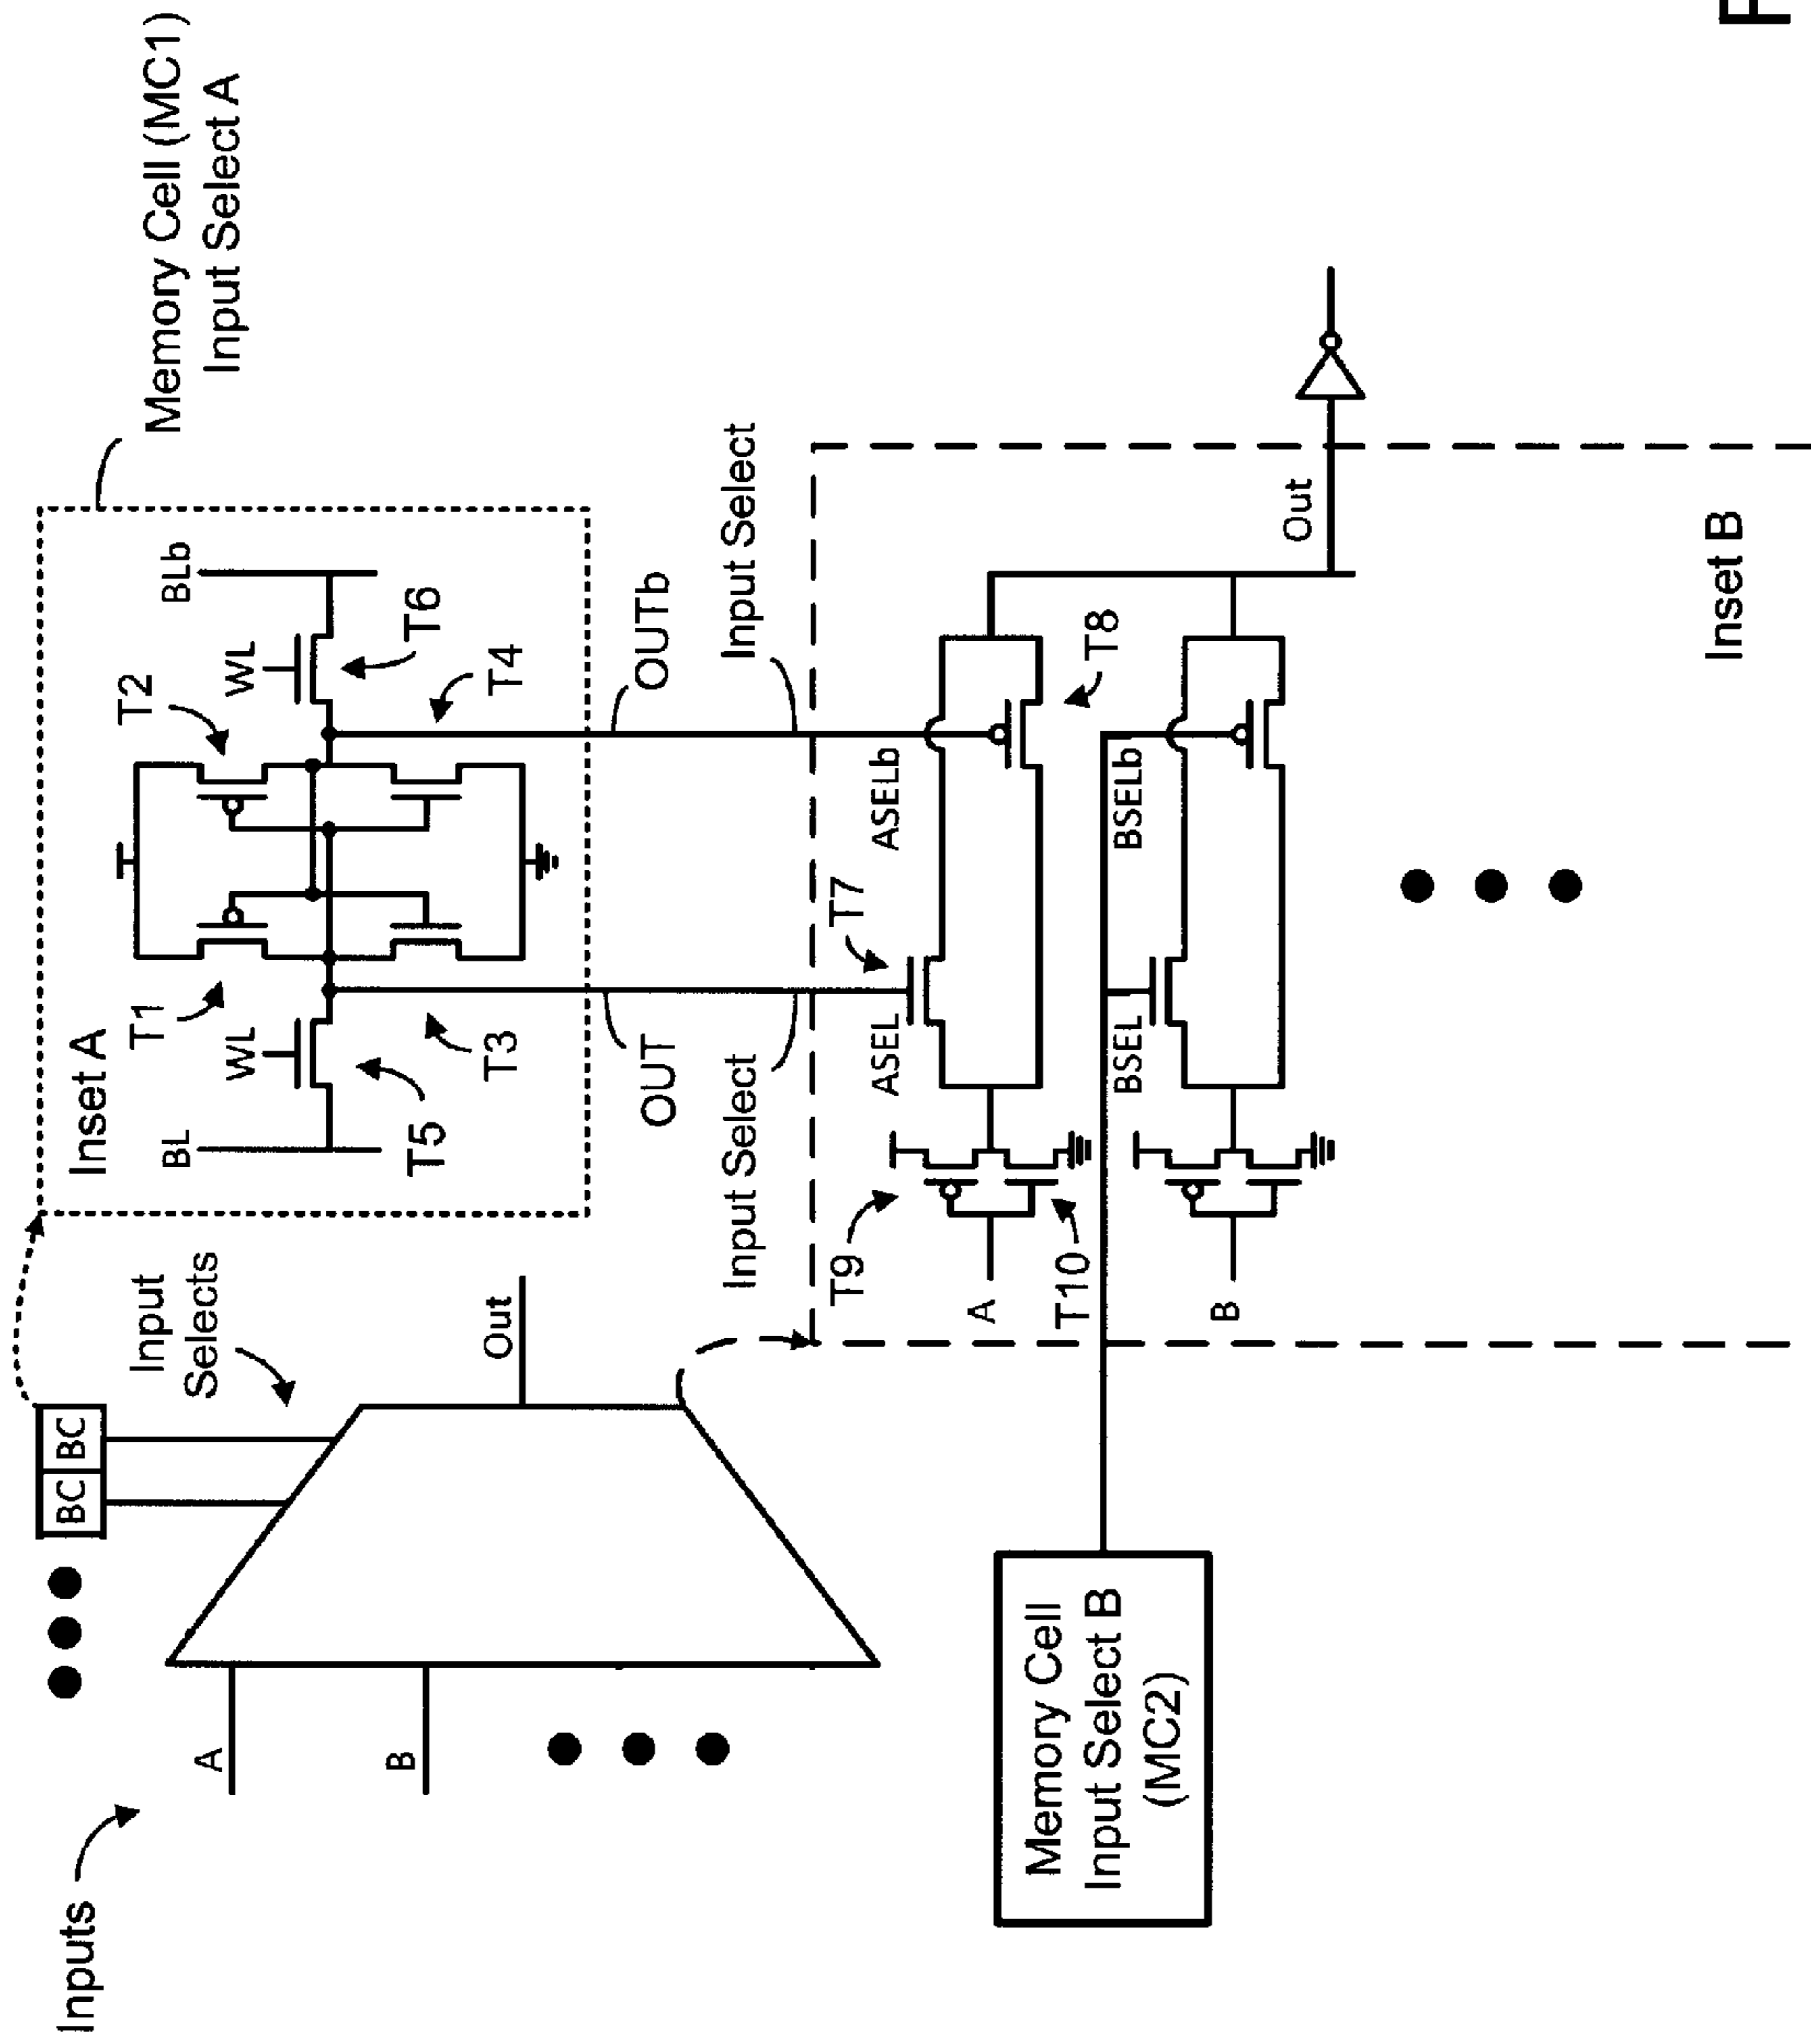 Inputs
A
B
BC
BC
Input
Selects
Out
Inset A
BL
BLb
WL
WL
T1
T2
T3
T4
T5
T6
Memory Cell (MC1)
Input Select A
OUT
OUTb
Input Select
Input Select
Memory Cell
Input Select B
(MC2)
T9
A
T10
ASEL
T7
ASELb
T8
B
BSEL
BSELb
Out
Inset B
F